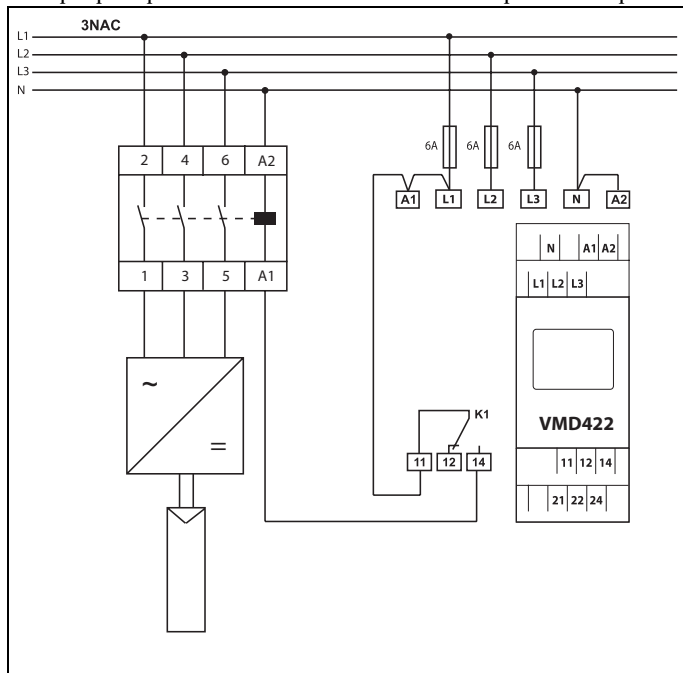 3NAC
L1
L2
L3
N
6A 6A 6A
2 4 6 A2
A1 L1 L2 L3 N A2
N A1 A2
L1 L2 L3
1 3 5 A1
VMD422
~
=
K1
11 12 14
11 12 14
21 22 24